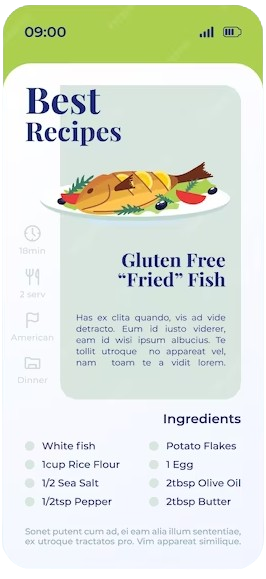 09:00
Best
Recipes
18min
2 serv
American
Dinner
Gluten Free
“Fried” Fish
Has ex clita quando, vis ad vide
detracto. Eum id iusto viderer,
eam id wisi ipsum albucius. Te
tollit utroque no appareat vel,
nam toam te a vidit lorem.
Ingredients
White fish
1cup Rice Flour
1/2 Sea Salt
1/2tsp Pepper
Potato Flakes
1 Egg
2tbsp Olive Oil
2tbsp Butter
Sonet putent cum ad, ei eam alia illum sententiae,
ex utroque tractatos pro. Vim appareat similique.